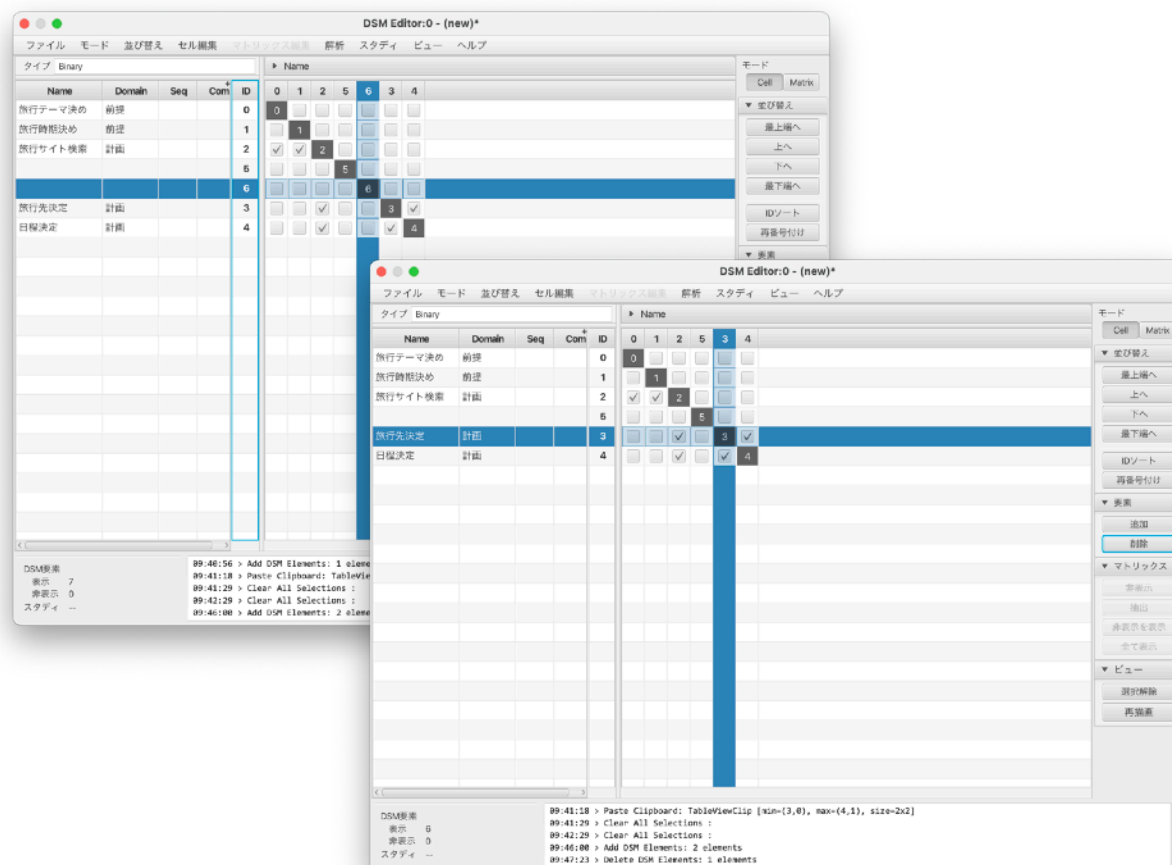 DSM Editor:0 - (new)*
ファイル モード 並び替え セル編集 マトリックス編集 解析 スタディ ビュー ヘルプ
タイプ Binary
Name
モード
Cell Matrix
Name Domain Seq Com ID 0 1 2 5 6 3 4
+
並び替え
旅行テーマ決め 前提 0 0
最上端へ
旅行時期決め 前提 1 1
上へ
旅行サイト検索 計画 2 2
下へ
5 5
最下端へ
6 6
旅行先決定 計画 3 3
IDソート
日程決定 計画 4 4
再番号付け
要素
DSM要素
表示 7
非表示 0
スタディ --
09:40:56 > Add DSM Elements: 1 eleme
09:41:18 > Paste Clipboard: TableVie
09:41:29 > Clear All Selections :
09:42:29 > Clear All Selections :
09:46:00 > Add DSM Elements: 2 eleme
DSM Editor:0 - (new)*
ファイル モード 並び替え セル編集 マトリックス編集 解析 スタディ ビュー ヘルプ
タイプ Binary
Name
モード
Cell Matrix
Name Domain Seq Com ID 0 1 2 5 3 4
+
並び替え
旅行テーマ決め 前提 0 0
最上端へ
旅行時期決め 前提 1 1
上へ
旅行サイト検索 計画 2 2
下へ
5 5
最下端へ
旅行先決定 計画 3 3
日程決定 計画 4 4
IDソート
再番号付け
要素
追加
削除
マトリックス
非表示
抽出
非表示を表示
全て表示
ビュー
選択解除
再描画
DSM要素
表示 6
非表示 0
スタディ --
09:41:18 > Paste Clipboard: TableViewClip [min=(3,0), max=(4,1), size=2x2]
09:41:29 > Clear All Selections :
09:42:29 > Clear All Selections :
09:46:00 > Add DSM Elements: 2 elements
09:47:23 > Delete DSM Elements: 1 elements